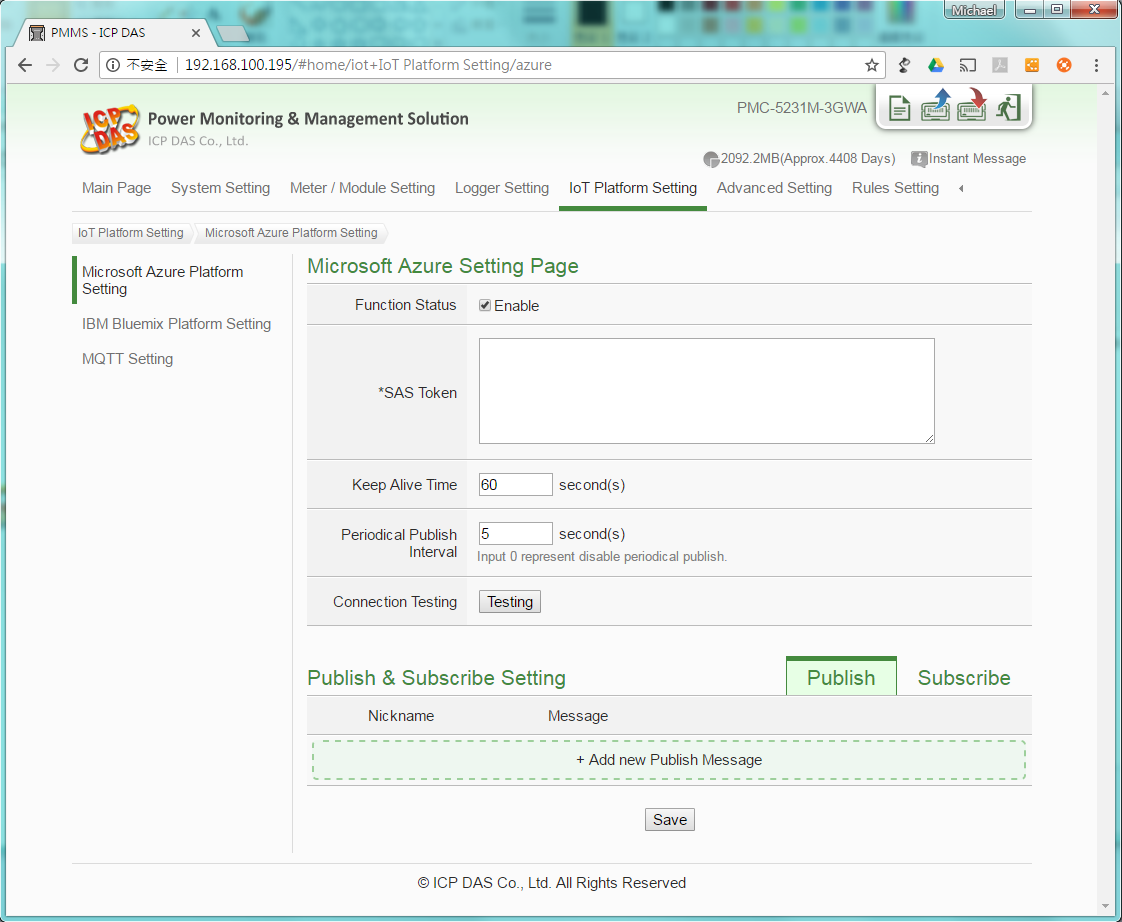 Michael
PMMS - ICP DAS
不安全 192.168.100.195/#home/iot+IoT Platform Setting/azure
ICP DAS
Power Monitoring & Management Solution
ICP DAS Co., Ltd.
PMC-5231M-3GWA
2092.2MB(Approx.4408 Days) Instant Message
Main Page System Setting Meter / Module Setting Logger Setting IoT Platform Setting Advanced Setting Rules Setting
IoT Platform Setting Microsoft Azure Platform Setting
Microsoft Azure Platform
Setting
IBM Bluemix Platform Setting
MQTT Setting
Microsoft Azure Setting Page
Function Status Enable
*SAS Token
Keep Alive Time 60 second(s)
Periodical Publish
Interval
5 second(s)
Input 0 represent disable periodical publish.
Connection Testing Testing
Publish & Subscribe Setting Publish Subscribe
Nickname Message
+ Add new Publish Message
Save
© ICP DAS Co., Ltd. All Rights Reserved